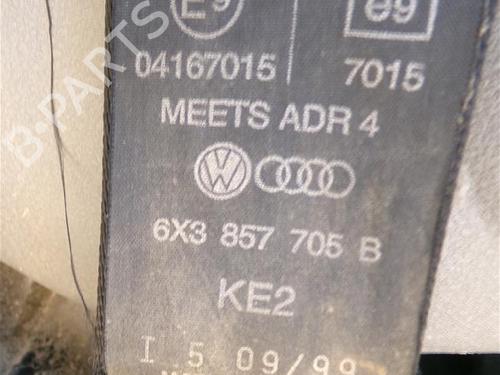 E9 e9
04167015 7015
MEETS ADR 4
6X3 857 705 B
KE2
I 5 09/99
B-PARTS